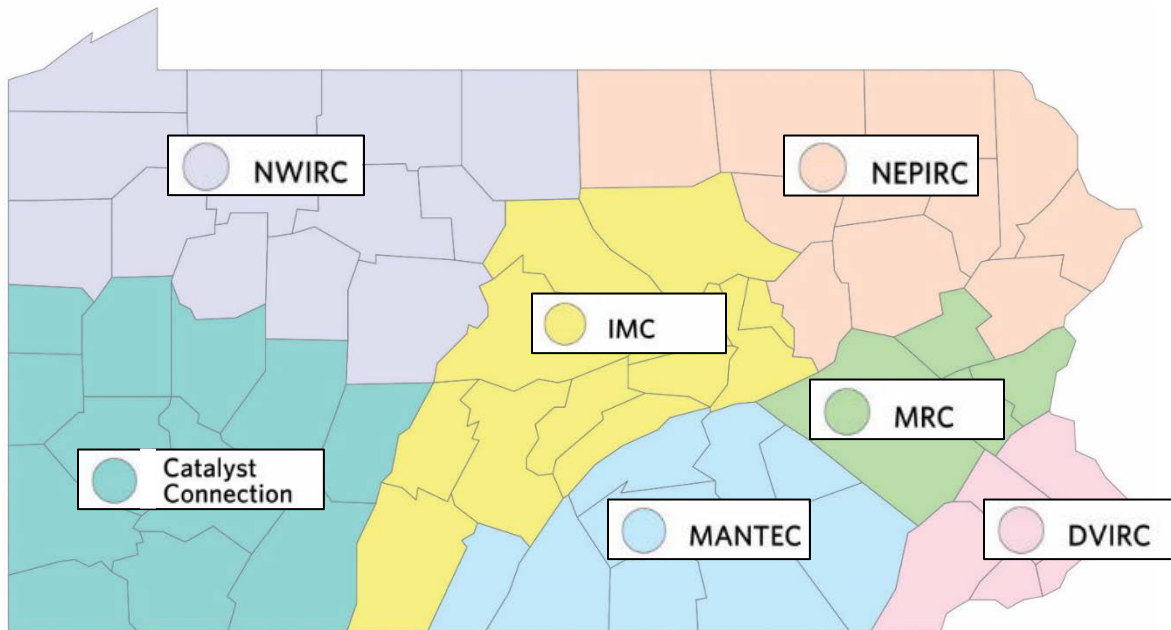 NWIRC
NEPIRC
IMC
MRC
Catalyst
Connection
MANTEC
DVIRC